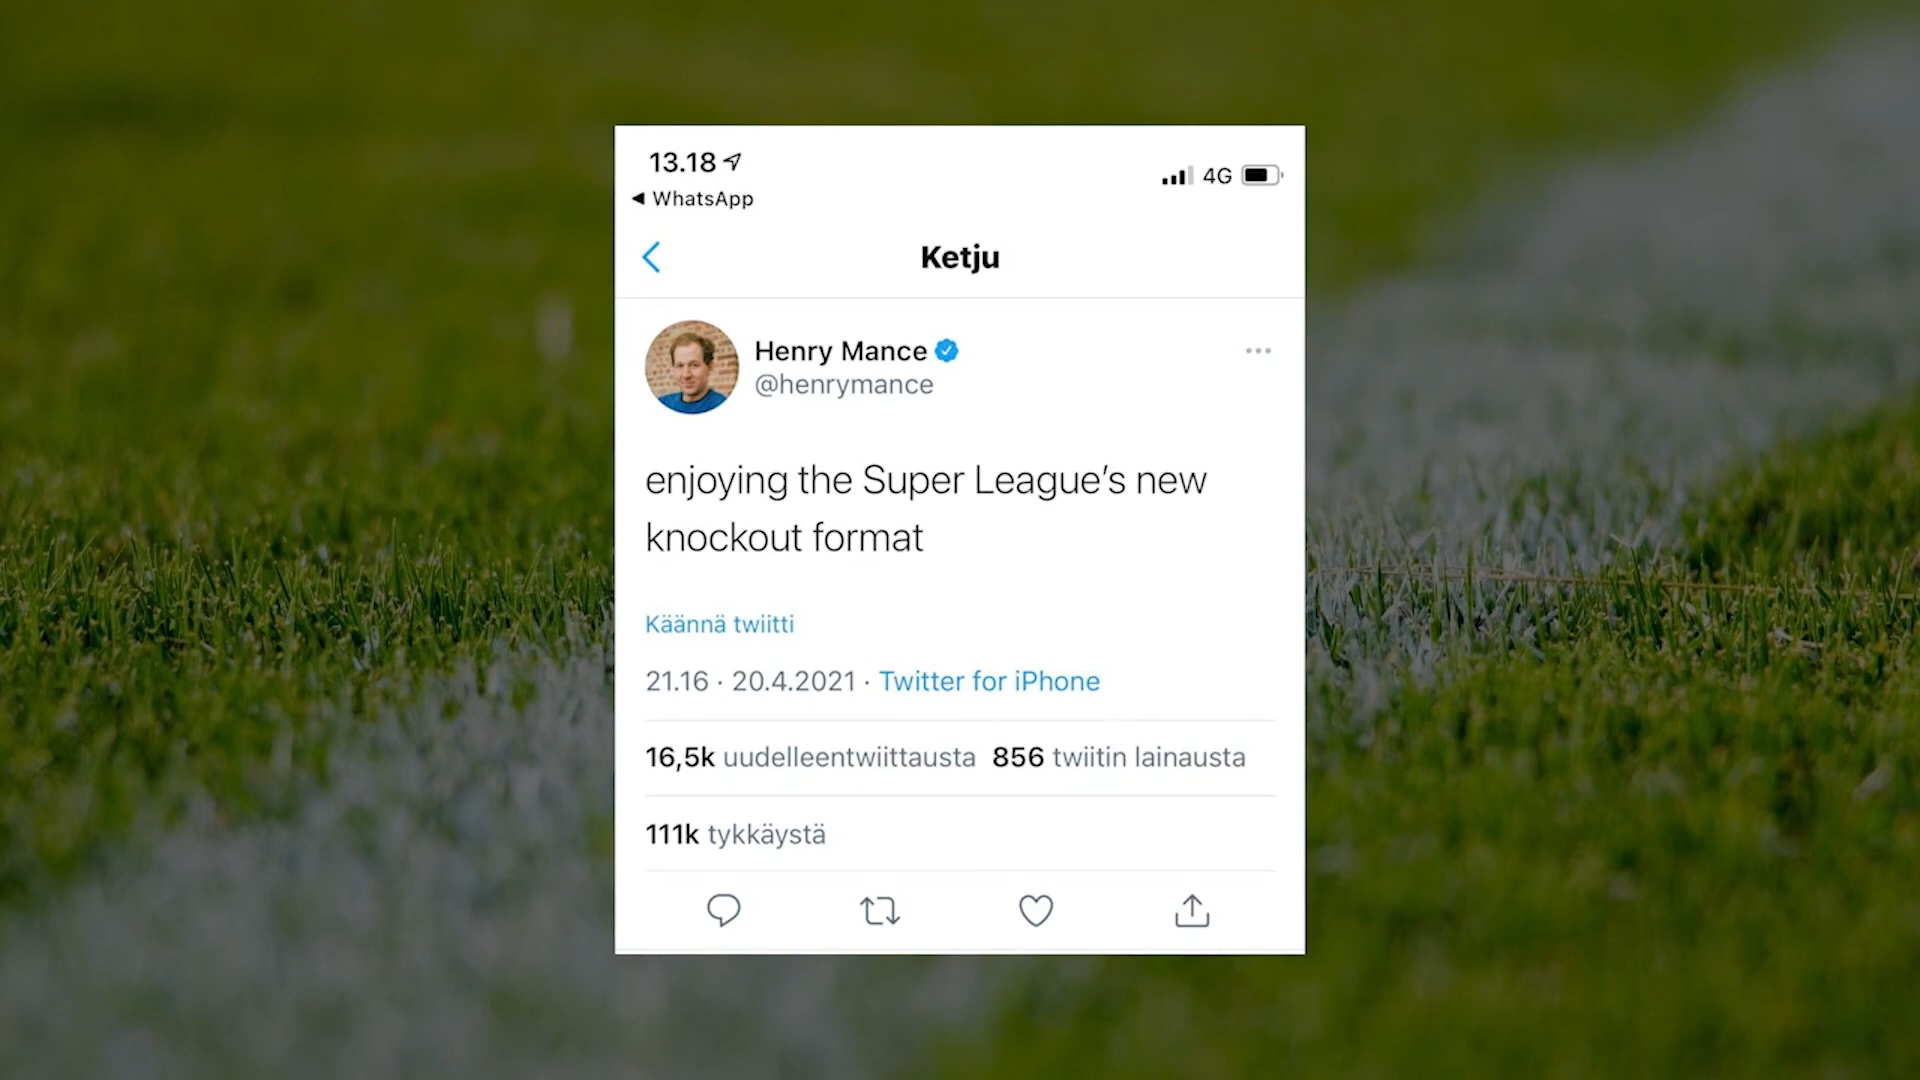 13.18
4G
WhatsApp
Ketju
Henry Mance
@henrymance
enjoying the Super League's new
knockout format
Käännä twiitti
21.16 · 20.4.2021 · Twitter for iPhone
16,5k uudelleentwiittausta 856 twiitin lainausta
111k tykkäystä